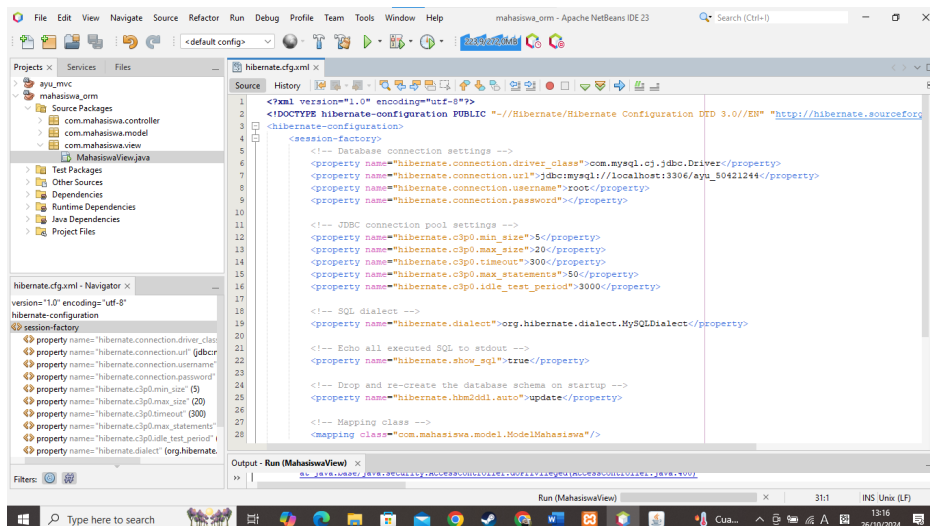 File Edit View Navigate Source Refactor Run Debug Profile Team Tools Window Help
mahasiswa_orm - Apache NetBeans IDE 23
Search (Ctrl+I)
<default config>
Projects Services Files
ayu_mvc
mahasiswa_orm
Source Packages
com.mahasiswa.controller
com.mahasiswa.model
com.mahasiswa.view
MahasiswaView.java
Test Packages
Other Sources
Dependencies
Runtime Dependencies
Java Dependencies
Project Files
hibernate.cfg.xml - Navigator
version="1.0" encoding="utf-8"
hibernate-configuration
session-factory
property name="hibernate.connection.driver_clas
property name="hibernate.connection.url" (jdbc:r
property name="hibernate.connection.username"
property name="hibernate.connection.password"
property name="hibernate.c3p0.min_size" (5)
property name="hibernate.c3p0.max_size" (20)
property name="hibernate.c3p0.timeout" (300)
property name="hibernate.c3p0.max_statements"
property name="hibernate.c3p0.idle_test_period" (
property name="hibernate.dialect" (org.hibernate.
Filters:
hibernate.cfg.xml
Source History
1 <?xml version="1.0" encoding="utf-8"?>
2 <!DOCTYPE hibernate-configuration PUBLIC "-//Hibernate/Hibernate Configuration DTD 3.0//EN" "http://hibernate.sourceforg
3 <hibernate-configuration>
4 <session-factory>
5 <!-- Database connection settings -->
6 <property name="hibernate.connection.driver_class">com.mysql.cj.jdbc.Driver</property>
7 <property name="hibernate.connection.url">jdbc:mysql://localhost:3306/ayu_50421244</property>
8 <property name="hibernate.connection.username">root</property>
9 <property name="hibernate.connection.password"></property>
10
11 <!-- JDBC connection pool settings -->
12 <property name="hibernate.c3p0.min_size">5</property>
13 <property name="hibernate.c3p0.max_size">20</property>
14 <property name="hibernate.c3p0.timeout">300</property>
15 <property name="hibernate.c3p0.max_statements">50</property>
16 <property name="hibernate.c3p0.idle_test_period">3000</property>
17
18 <!-- SQL dialect -->
19 <property name="hibernate.dialect">org.hibernate.dialect.MySQLDialect</property>
20
21 <!-- Echo all executed SQL to stdout -->
22 <property name="hibernate.show_sql">true</property>
23
24 <!-- Drop and re-create the database schema on startup -->
25 <property name="hibernate.hbm2ddl.auto">update</property>
26
27 <!-- Mapping class -->
28 <mapping class="com.mahasiswa.model.ModelMahasiswa"/>
Output - Run (MahasiswaView)
at java.base/java.security.AccessController.doPrivileged(AccessController.java:400)
Run (MahasiswaView)
31:1 INS Unix (LF)
Type here to search
Cua...
13:16
26/10/2024